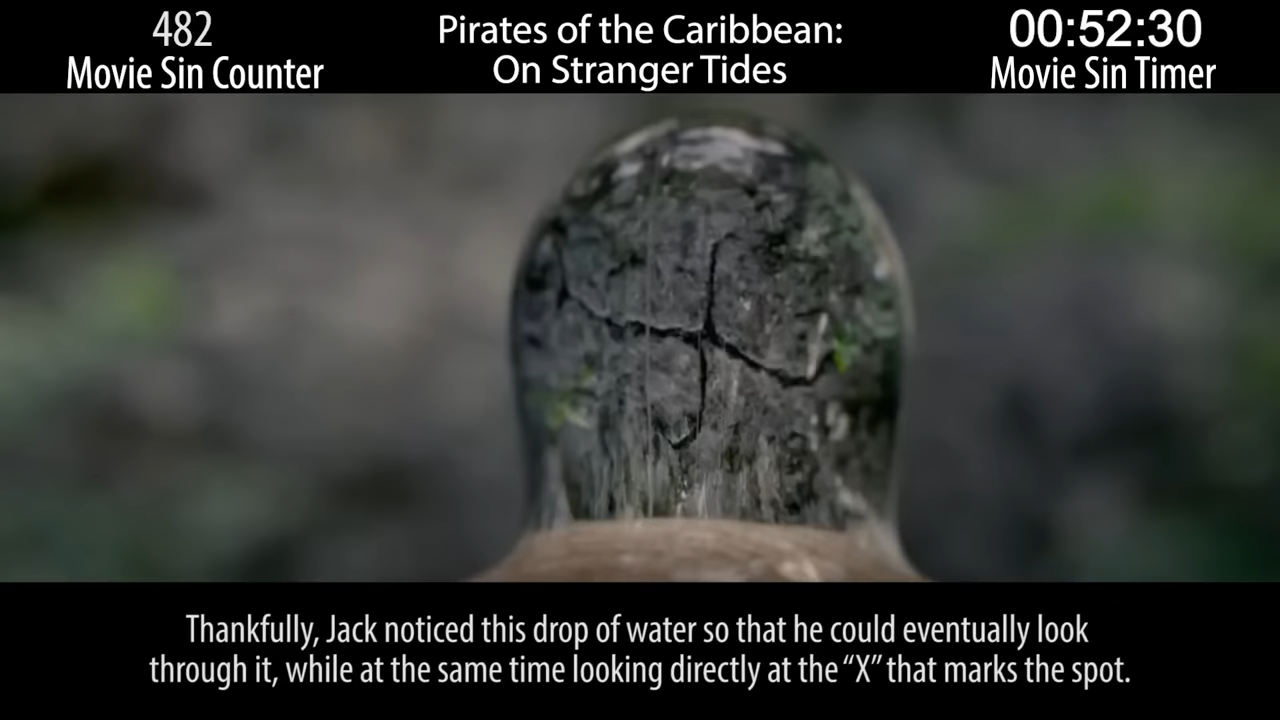 482
Movie Sin Counter
Pirates of the Caribbean:
On Stranger Tides
00:52:30
Movie Sin Timer
Thankfully, Jack noticed this drop of water so that he could eventually look
through it, while at the same time looking directly at the “X” that marks the spot.